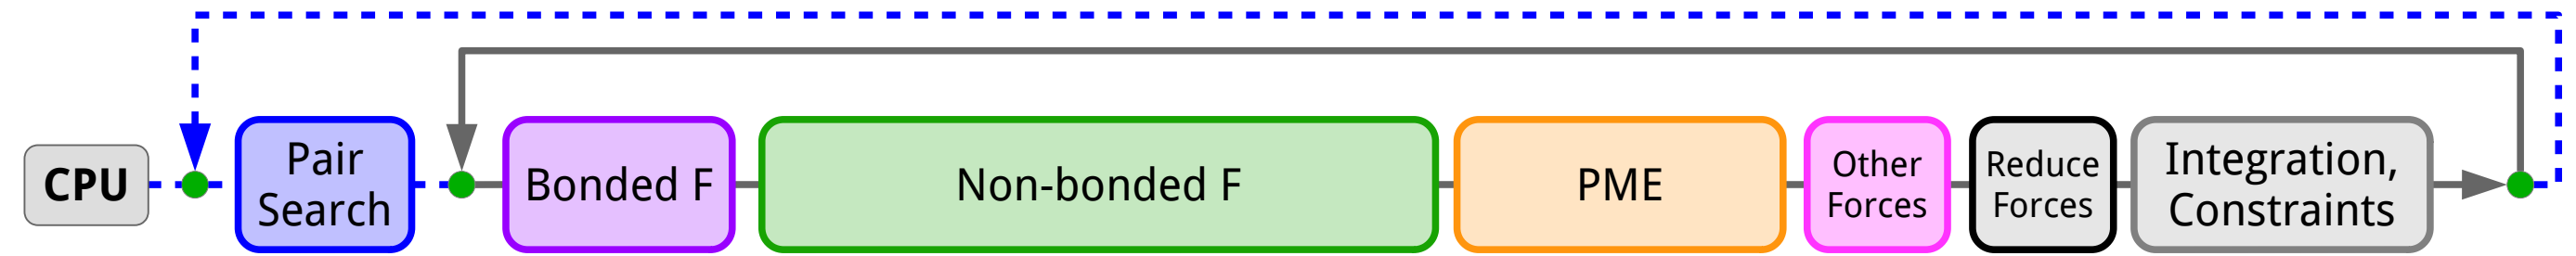 CPU
Pair
Search
Bonded F
Non-bonded F
PME
Other
Forces
Reduce
Forces
Integration,
Constraints